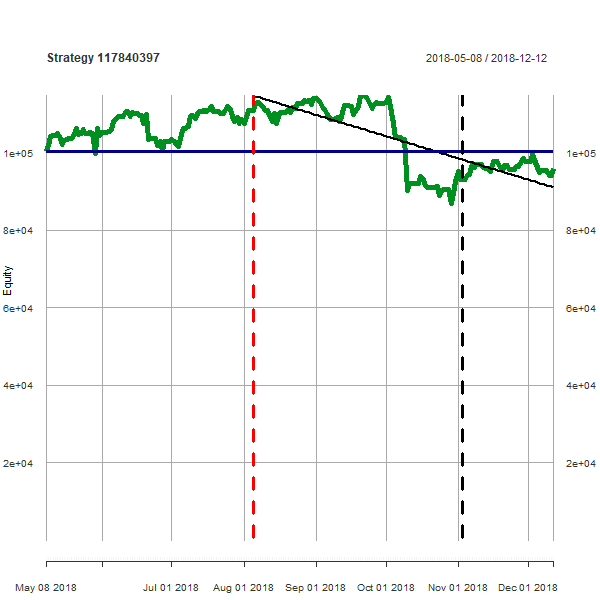 Strategy 117840397
2018-05-08 / 2018-12-12
1e+05
1e+05
8e+04
8e+04
Equity
6e+04
6e+04
4e+04
4e+04
2e+04
2e+04
May 08 2018
Jul 01 2018
Aug 01 2018
Sep 01 2018
Oct 01 2018
Nov 01 2018
Dec 01 2018